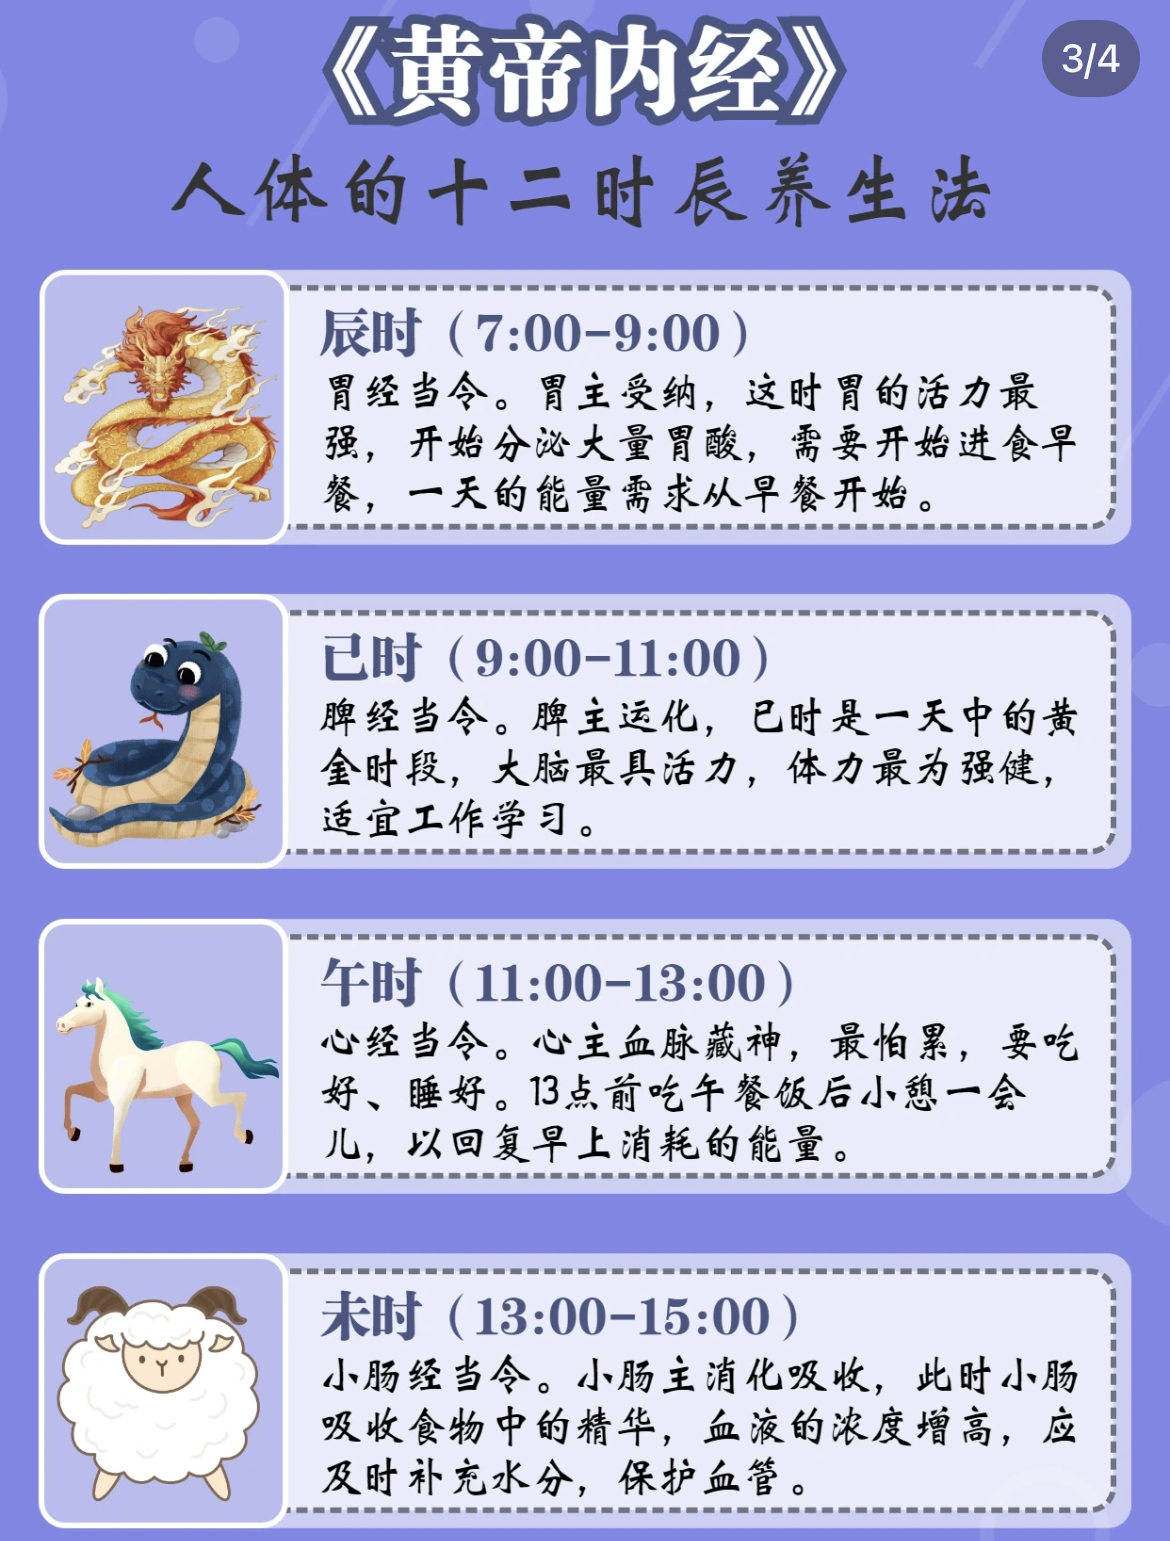 《黄帝内经》
3/4
人体的十二时辰养生法
辰时（7:00-9:00）
胃经当令。胃主受纳，这时胃的活力最
强，开始分泌大量胃酸，需要开始进食早
餐，一天的能量需求从早餐开始。
已时（9:00-11:00）
脾经当令。脾主运化，已时是一天中的黄
金时段，大脑最具活力，体力最为强健，
适宜工作学习。
午时（11:00-13:00）
心经当令。心主血脉藏神，最怕累，要吃
好、睡好。13点前吃午餐饭后小憩一会
儿，以回复早上消耗的能量。
未时（13:00-15:00）
小肠经当令。小肠主消化吸收，此时小肠
吸收食物中的精华，血液的浓度增高，应
及时补充水分，保护血管。